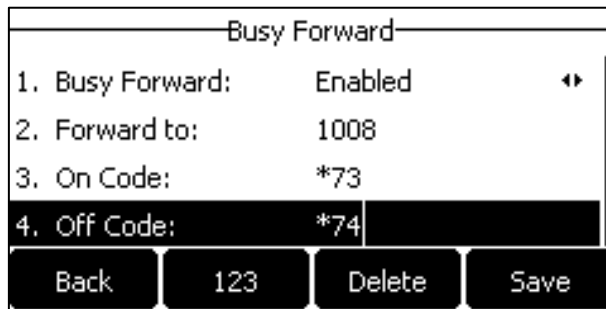 Busy Forward
1. Busy Forward: Enabled
2. Forward to: 1008
3. On Code: *73
4. Off Code: *74
Back 123 Delete Save